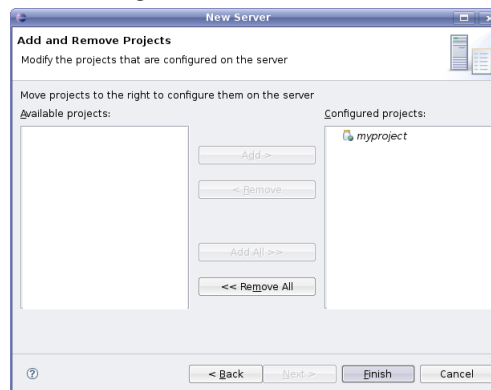 New Server
Add and Remove Projects
Modify the projects that are configured on the server
Move projects to the right to configure them on the server
Available projects:
Configured projects:
myproject
Add >
< Remove
Add All >>
<< Remove All
?
< Back
Next >
Finish
Cancel